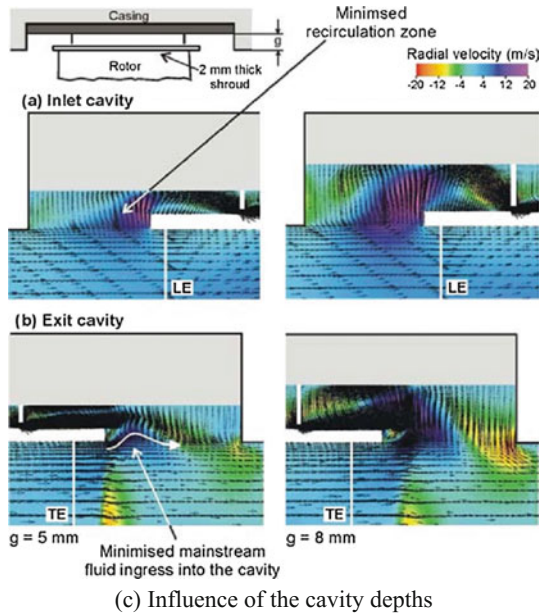 Casing
g
Rotor
2 mm thick
shroud
Minimsed
recirculation zone
Radial velocity (m/s)
-20 -12 -4 4 12 20
(a) Inlet cavity
LE
LE
(b) Exit cavity
TE
TE
g = 5 mm
g = 8 mm
Minimised mainstream
fluid ingress into the cavity
(c) Influence of the cavity depths